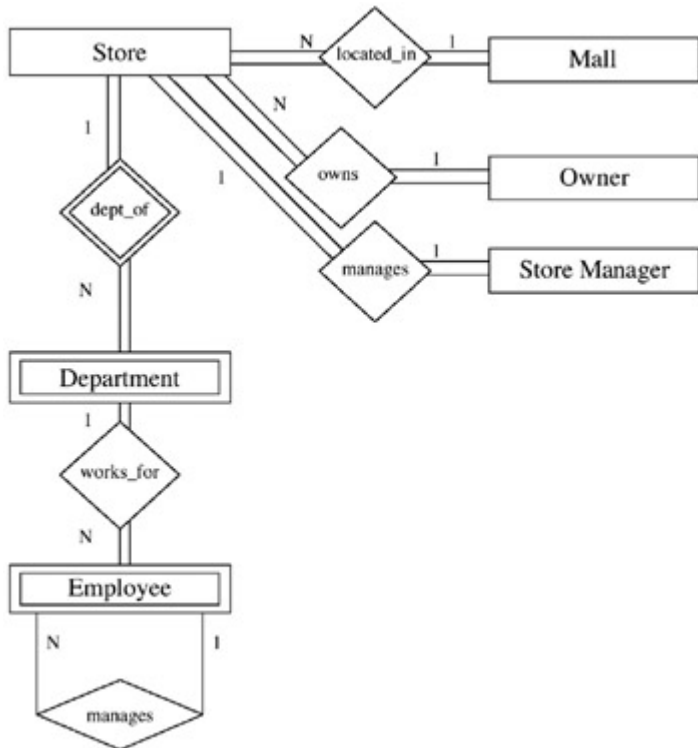 Store
N
located_in
1
Mall
N
owns
1
Owner
1
manages
1
Store Manager
1
dept_of
N
Department
1
works_for
N
Employee
N
1
manages